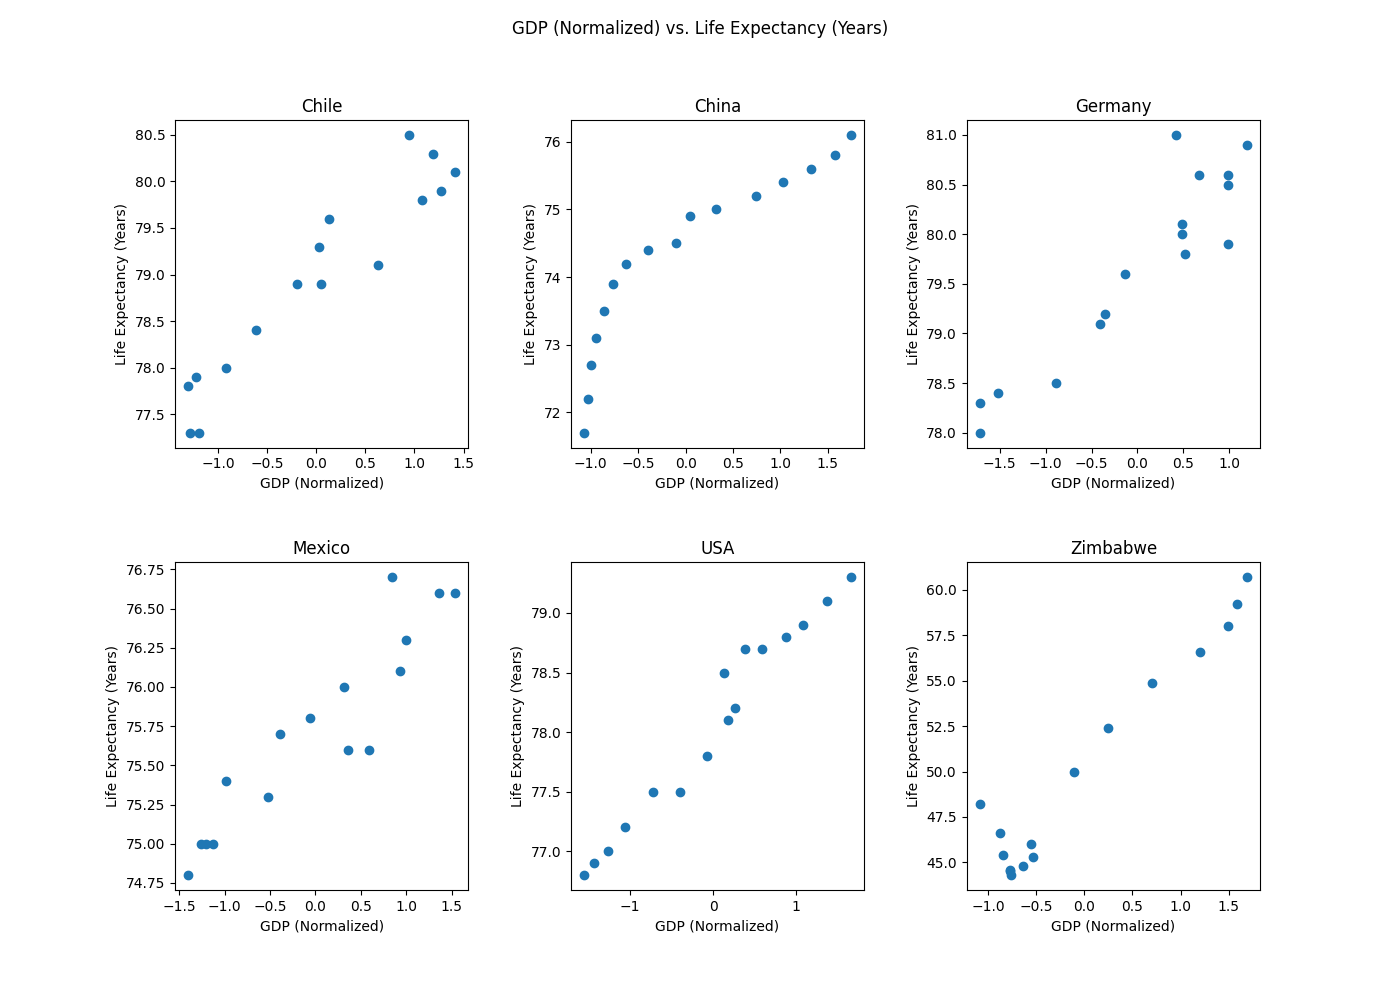 GDP (Normalized) vs. Life Expectancy (Years)
Chile
China
Germany
80.5
80.0
79.5
79.0
78.5
78.0
77.5
Life Expectancy (Years)
−1.0 −0.5 0.0 0.5 1.0 1.5
GDP (Normalized)
76
75
74
73
72
Life Expectancy (Years)
−1.0 −0.5 0.0 0.5 1.0 1.5
GDP (Normalized)
81.0
80.5
80.0
79.5
79.0
78.5
78.0
Life Expectancy (Years)
−1.5 −1.0 −0.5 0.0 0.5 1.0
GDP (Normalized)
Mexico
USA
Zimbabwe
76.75
76.50
76.25
76.00
75.75
75.50
75.25
75.00
74.75
Life Expectancy (Years)
−1.5 −1.0 −0.5 0.0 0.5 1.0 1.5
GDP (Normalized)
79.0
78.5
78.0
77.5
77.0
Life Expectancy (Years)
−1 0 1
GDP (Normalized)
60.0
57.5
55.0
52.5
50.0
47.5
45.0
Life Expectancy (Years)
−1.0 −0.5 0.0 0.5 1.0 1.5
GDP (Normalized)